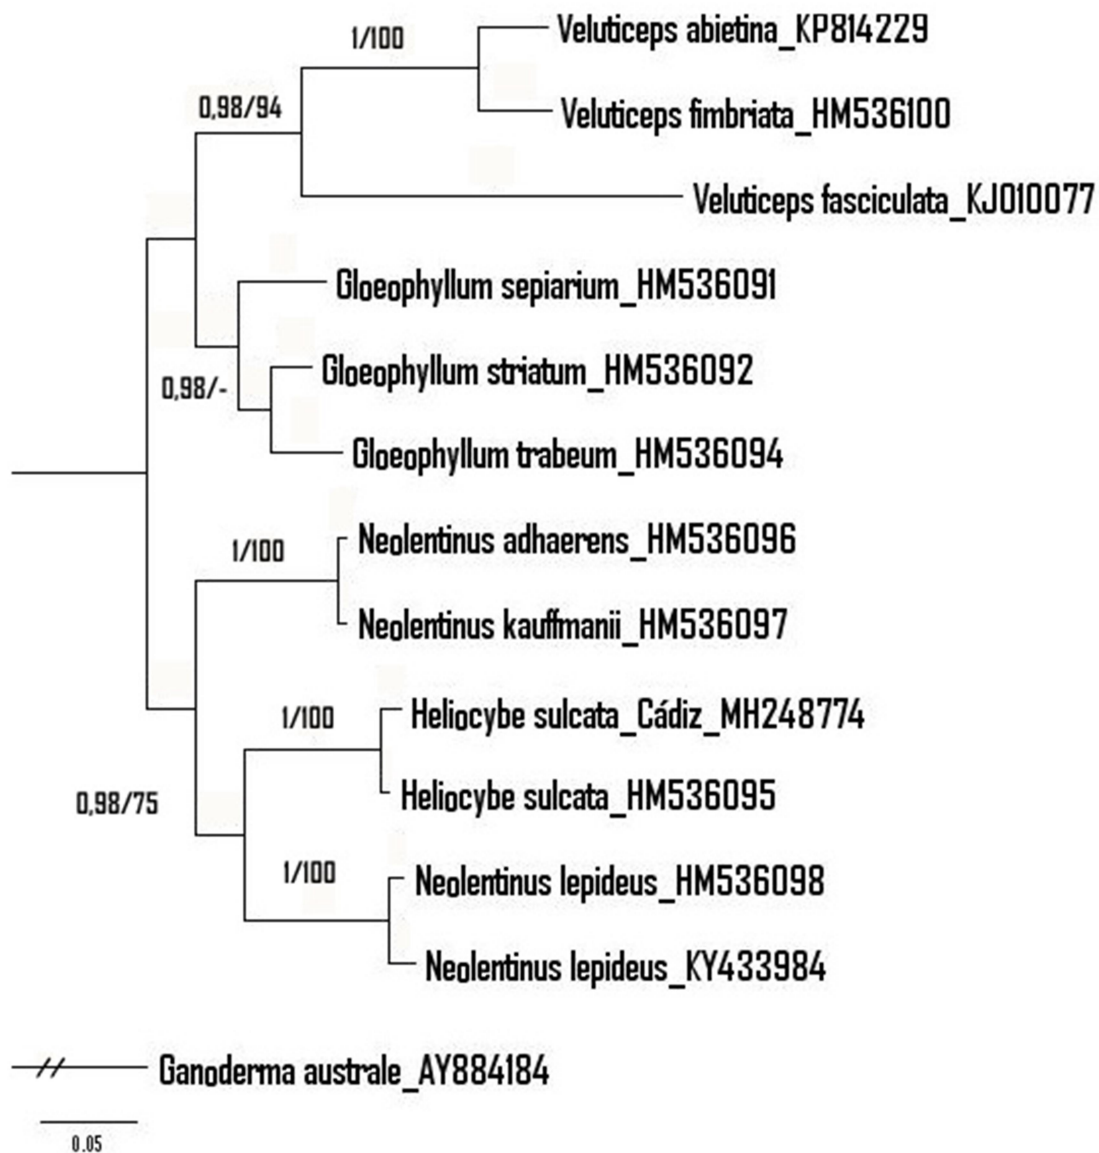 Veluticeps abietina_KP814229
1/100
0,98/94
Veluticeps fimbriata_HM536100
Veluticeps fasciculata_KJ010077
Gloeophyllum sepiarium_HM536091
Gloeophyllum striatum_HM536092
0,98/-
Gloeophyllum trabeum_HM536094
Neolentinus adhaerens_HM536096
1/100
Neolentinus kauffmanii_HM536097
Heliocybe sulcata_Cádiz_MH248774
1/100
Heliocybe sulcata_HM536095
0,98/75
1/100
Neolentinus lepideus_HM536098
Neolentinus lepideus_KY433984
Ganoderma australe_AY884184
0.05